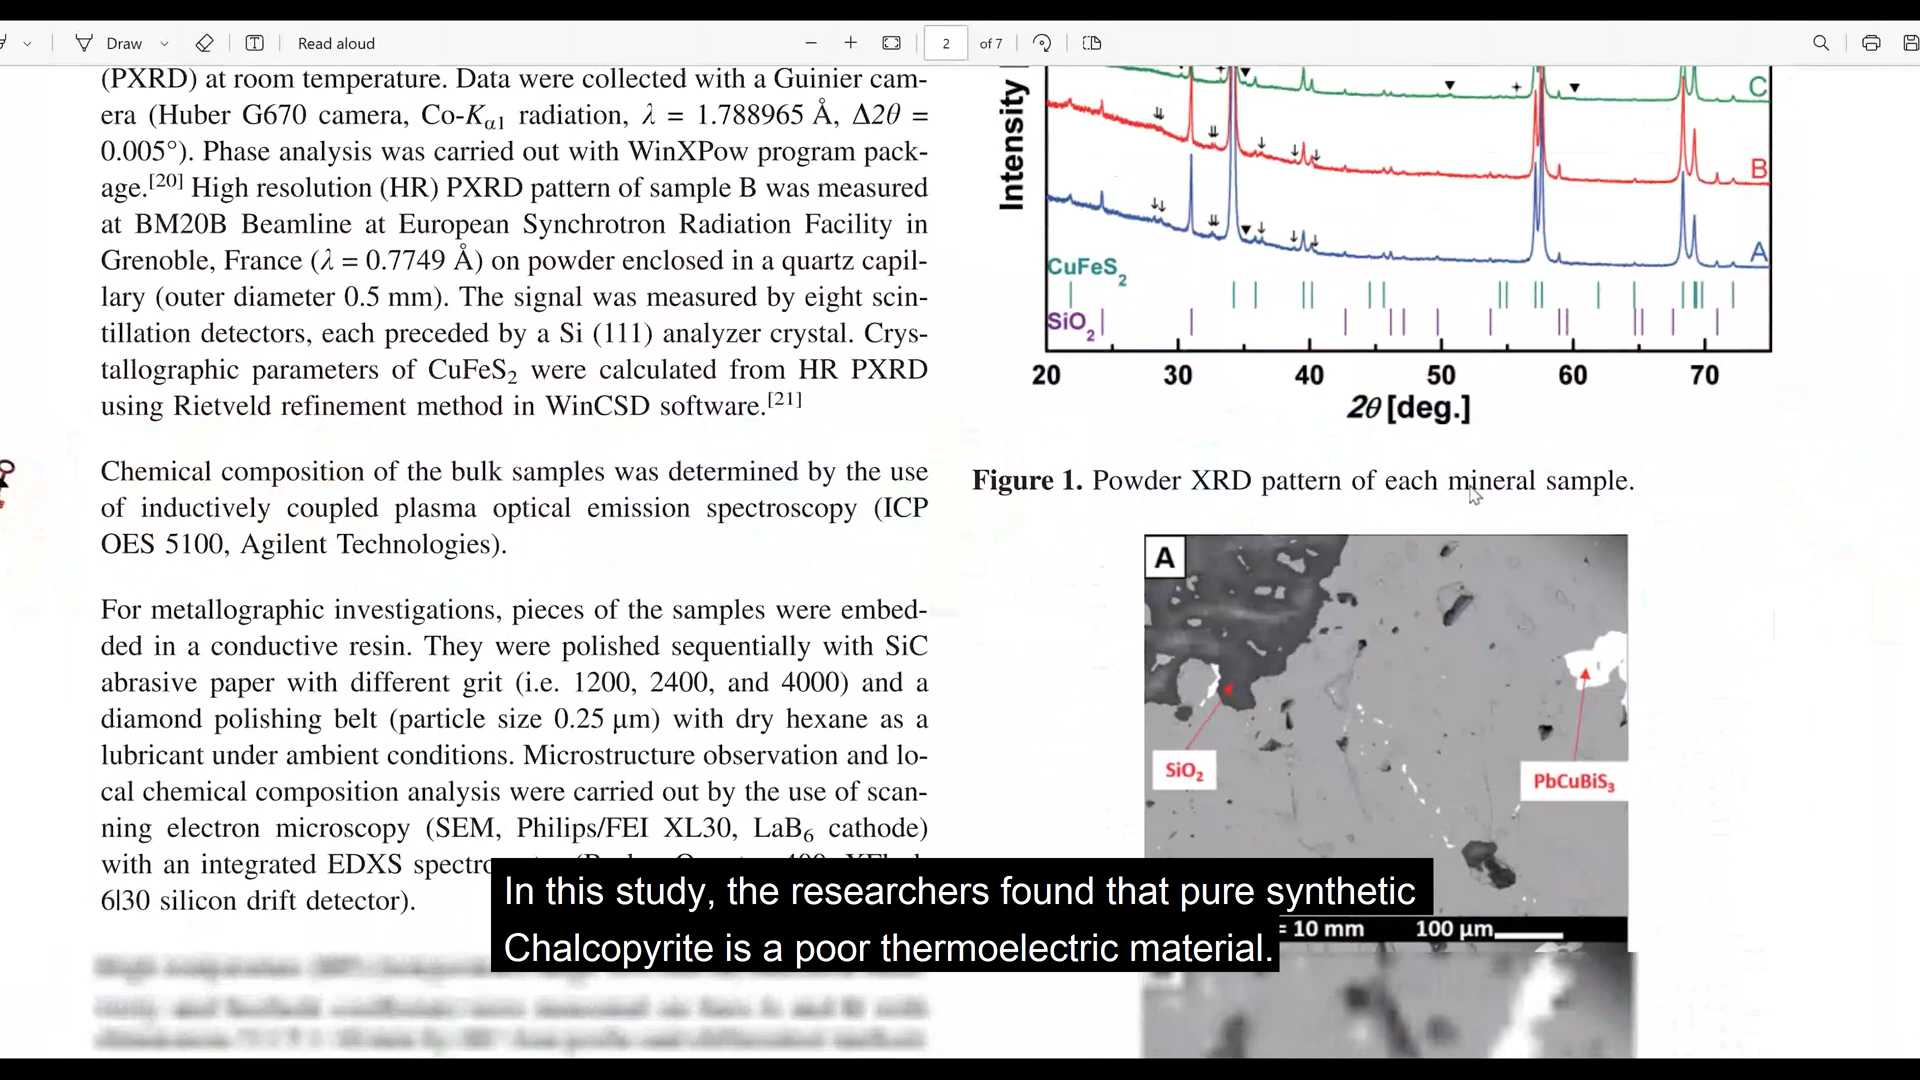 Draw
Read aloud
2
of 7
(PXRD) at room temperature. Data were collected with a Guinier cam-
era (Huber G670 camera, Co-Kα1 radiation, λ = 1.788965 Å, Δ2θ =
0.005°). Phase analysis was carried out with WinXPow program pack-
age.[20] High resolution (HR) PXRD pattern of sample B was measured
at BM20B Beamline at European Synchrotron Radiation Facility in
Grenoble, France (λ = 0.7749 Å) on powder enclosed in a quartz capil-
lary (outer diameter 0.5 mm). The signal was measured by eight scin-
tillation detectors, each preceded by a Si (111) analyzer crystal. Crys-
tallographic parameters of CuFeS2 were calculated from HR PXRD
using Rietveld refinement method in WinCSD software.[21]
Chemical composition of the bulk samples was determined by the use
of inductively coupled plasma optical emission spectroscopy (ICP
OES 5100, Agilent Technologies).
For metallographic investigations, pieces of the samples were embed-
ded in a conductive resin. They were polished sequentially with SiC
abrasive paper with different grit (i.e. 1200, 2400, and 4000) and a
diamond polishing belt (particle size 0.25 μm) with dry hexane as a
lubricant under ambient conditions. Microstructure observation and lo-
cal chemical composition analysis were carried out by the use of scan-
ning electron microscopy (SEM, Philips/FEI XL30, LaB6 cathode)
with an integrated EDXS
6|30 silicon drift detector).
Intensity
C
B
A
CuFeS2
SiO2
20 30 40 50 60 70
2θ [deg.]
Figure 1. Powder XRD pattern of each mineral sample.
A
SiO2
PbCuBiS3
= 10 mm 100 μm
In this study, the researchers found that pure synthetic
Chalcopyrite is a poor thermoelectric material.